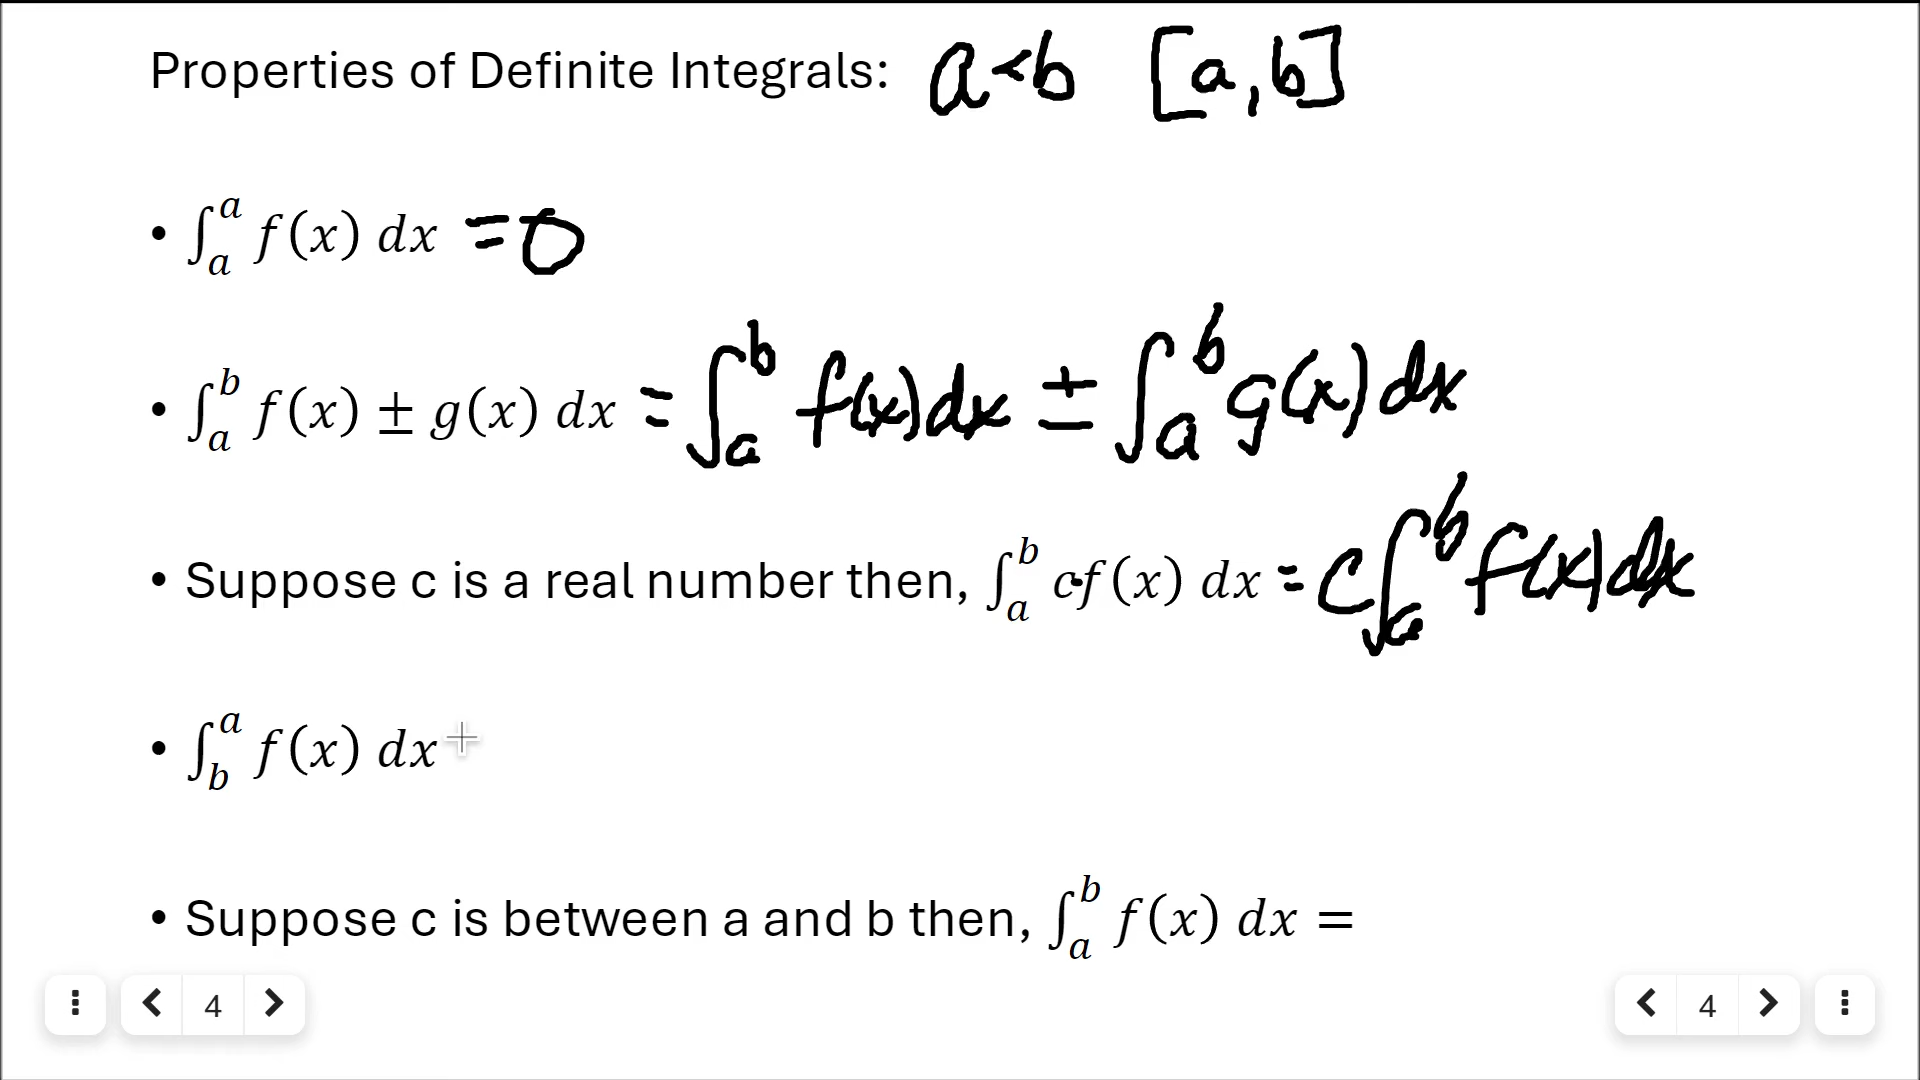 Properties of Definite Integrals: a<b [a,b]
• ∫_a^a f(x) dx =0
• ∫_a^b f(x) ± g(x) dx = ∫_a^b f(x)dx ± ∫_a^b g(x)dx
• Suppose c is a real number then, ∫_a^b c·f(x) dx = c∫_a^b f(x)dx
• ∫_b^a f(x) dx
• Suppose c is between a and b then, ∫_a^b f(x) dx =
4 4